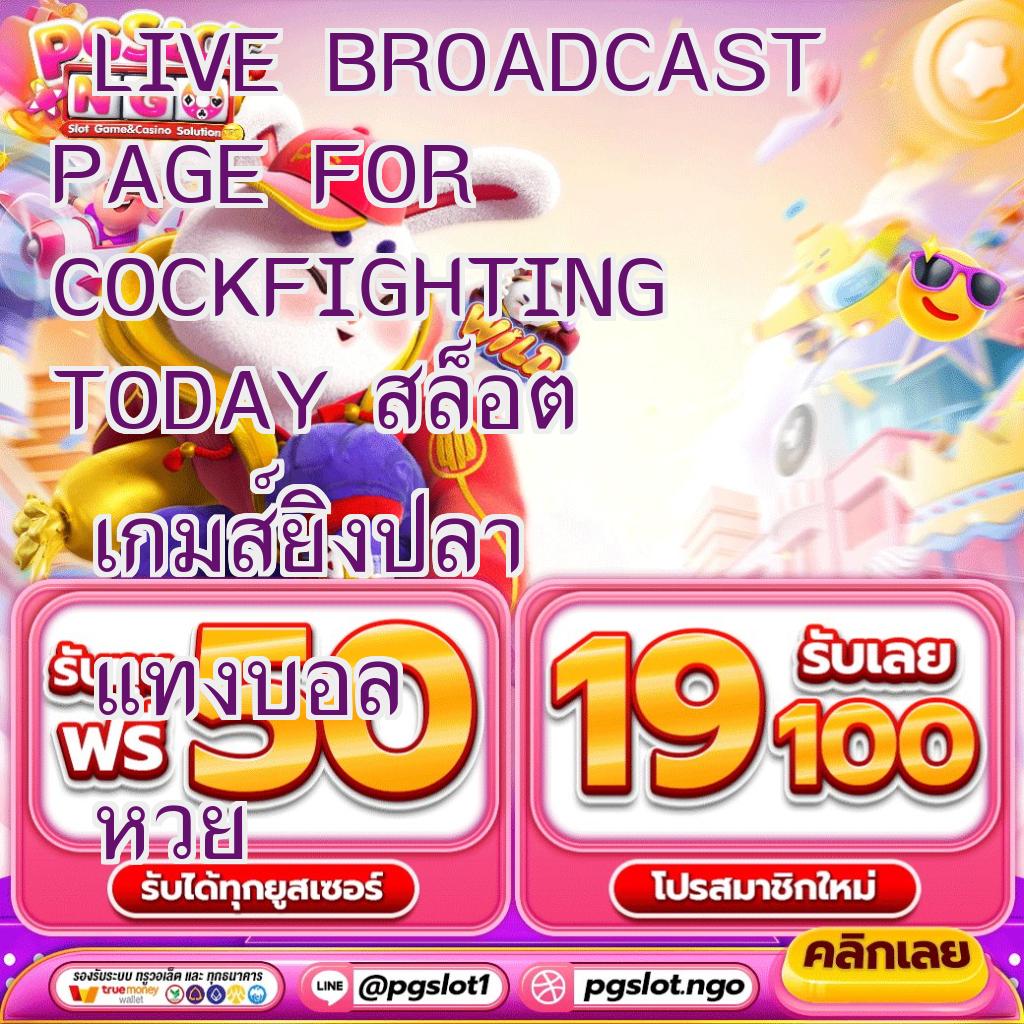 PGSLOT
NGO
Slot Game&Casino Solution
LIVE BROADCAST
PAGE FOR
COCKFIGHTING
TODAY สล็อต
เกมส์ยิงปลา
แทงบอล
หวย
WILD
ฟรี 50
รับได้ทุกยูสเซอร์
19 รับเลย
100
โปรสมาชิกใหม่
คลิกเลย
รองรับระบบ ทรูวอเล็ต และ ทุกธนาคาร
truemoney
wallet
LINE @pgslot1
pgslot.ngo